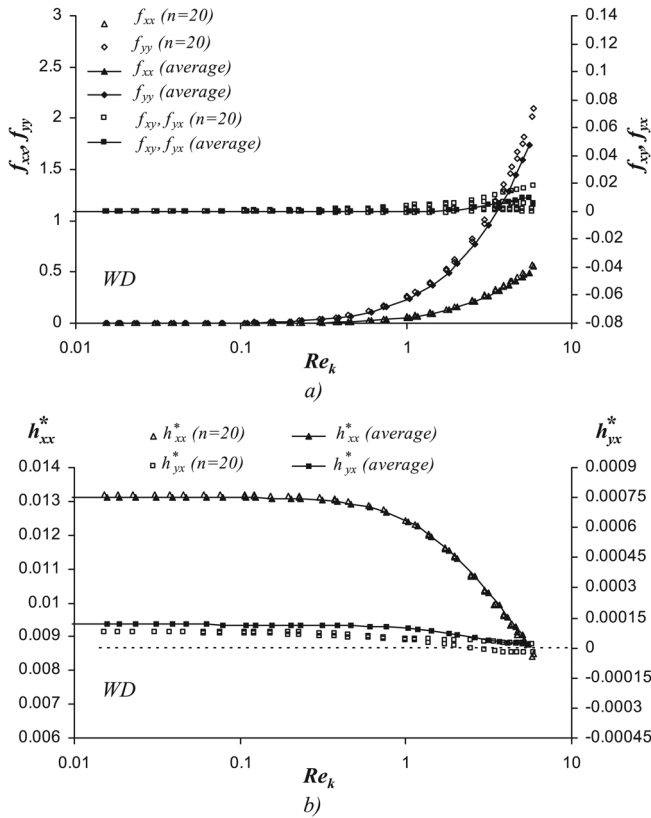 f_xx (n=20)
f_yy (n=20)
f_xx (average)
f_yy (average)
f_xy, f_yx (n=20)
f_xy, f_yx (average)
3
2.5
2
1.5
1
0.5
0
f_xx, f_yy
0.14
0.12
0.1
0.08
0.06
0.04
0.02
0
-0.02
-0.04
-0.06
-0.08
f_xy, f_yx
WD
0.01 0.1 1 10
Re_k
a)
h*_xx
h*_yx
h*_xx (n=20) h*_xx (average)
h*_yx (n=20) h*_yx (average)
0.014
0.013
0.012
0.011
0.01
0.009
0.008
0.007
0.006
0.0009
0.00075
0.0006
0.00045
0.0003
0.00015
0
-0.00015
-0.0003
-0.00045
WD
0.01 0.1 1 10
Re_k
b)